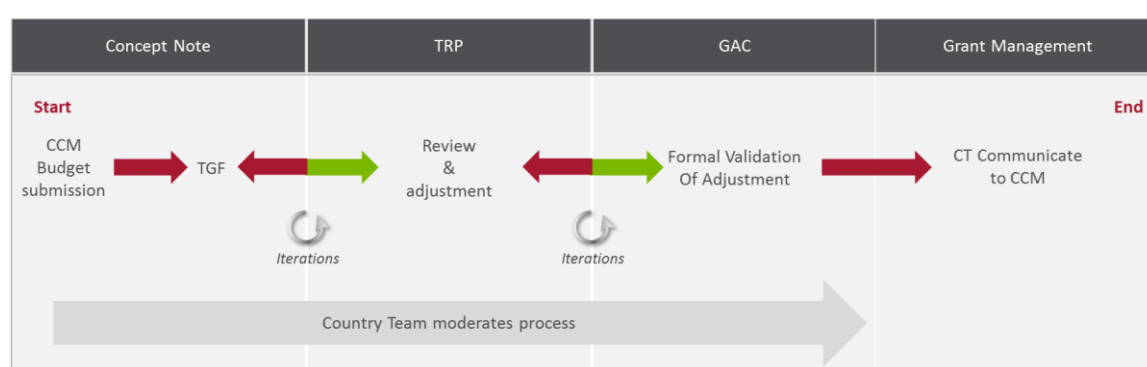 Concept Note
TRP
GAC
Grant Management
Start
End
CCM
Budget
submission
TGF
Review
&
adjustment
Formal Validation
Of Adjustment
CT Communicate
to CCM
Iterations
Iterations
Country Team moderates process